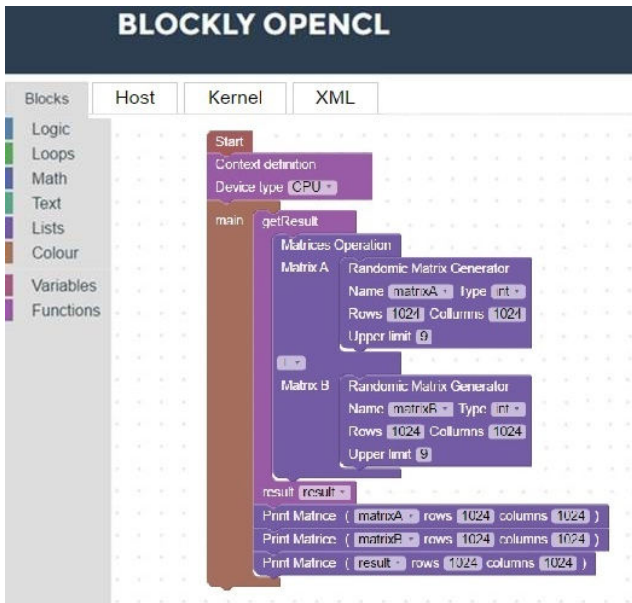 BLOCKLY OPENCL
Blocks Host Kernel XML
Logic
Loops
Math
Text
Lists
Colour
Variables
Functions
Start
Context definition
Device type CPU
main getResult
Matrices Operation
Matrix A Randomic Matrix Generator
Name matrixA Type int
Rows 1024 Collumns 1024
Upper limit 9
Matrix B Randomic Matrix Generator
Name matrixB Type int
Rows 1024 Collumns 1024
Upper limit 9
result result
Print Matrice ( matrixA rows 1024 columns 1024 )
Print Matrice ( matrixB rows 1024 columns 1024 )
Print Matrice ( result rows 1024 columns 1024 )